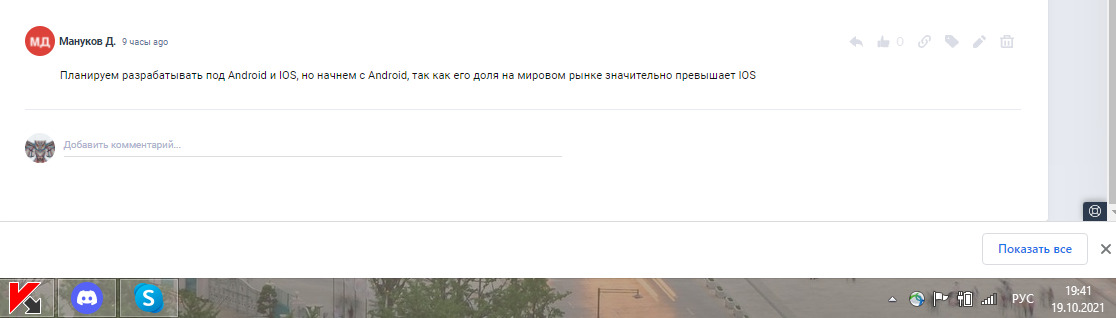 МД Мануков Д. 9 часы ago 0
Планируем разрабатывать под Android и IOS, но начнем с Android, так как его доля на мировом рынке значительно превышает IOS
Добавить комментарий...
Показать все
РУС 19:41
19.10.2021